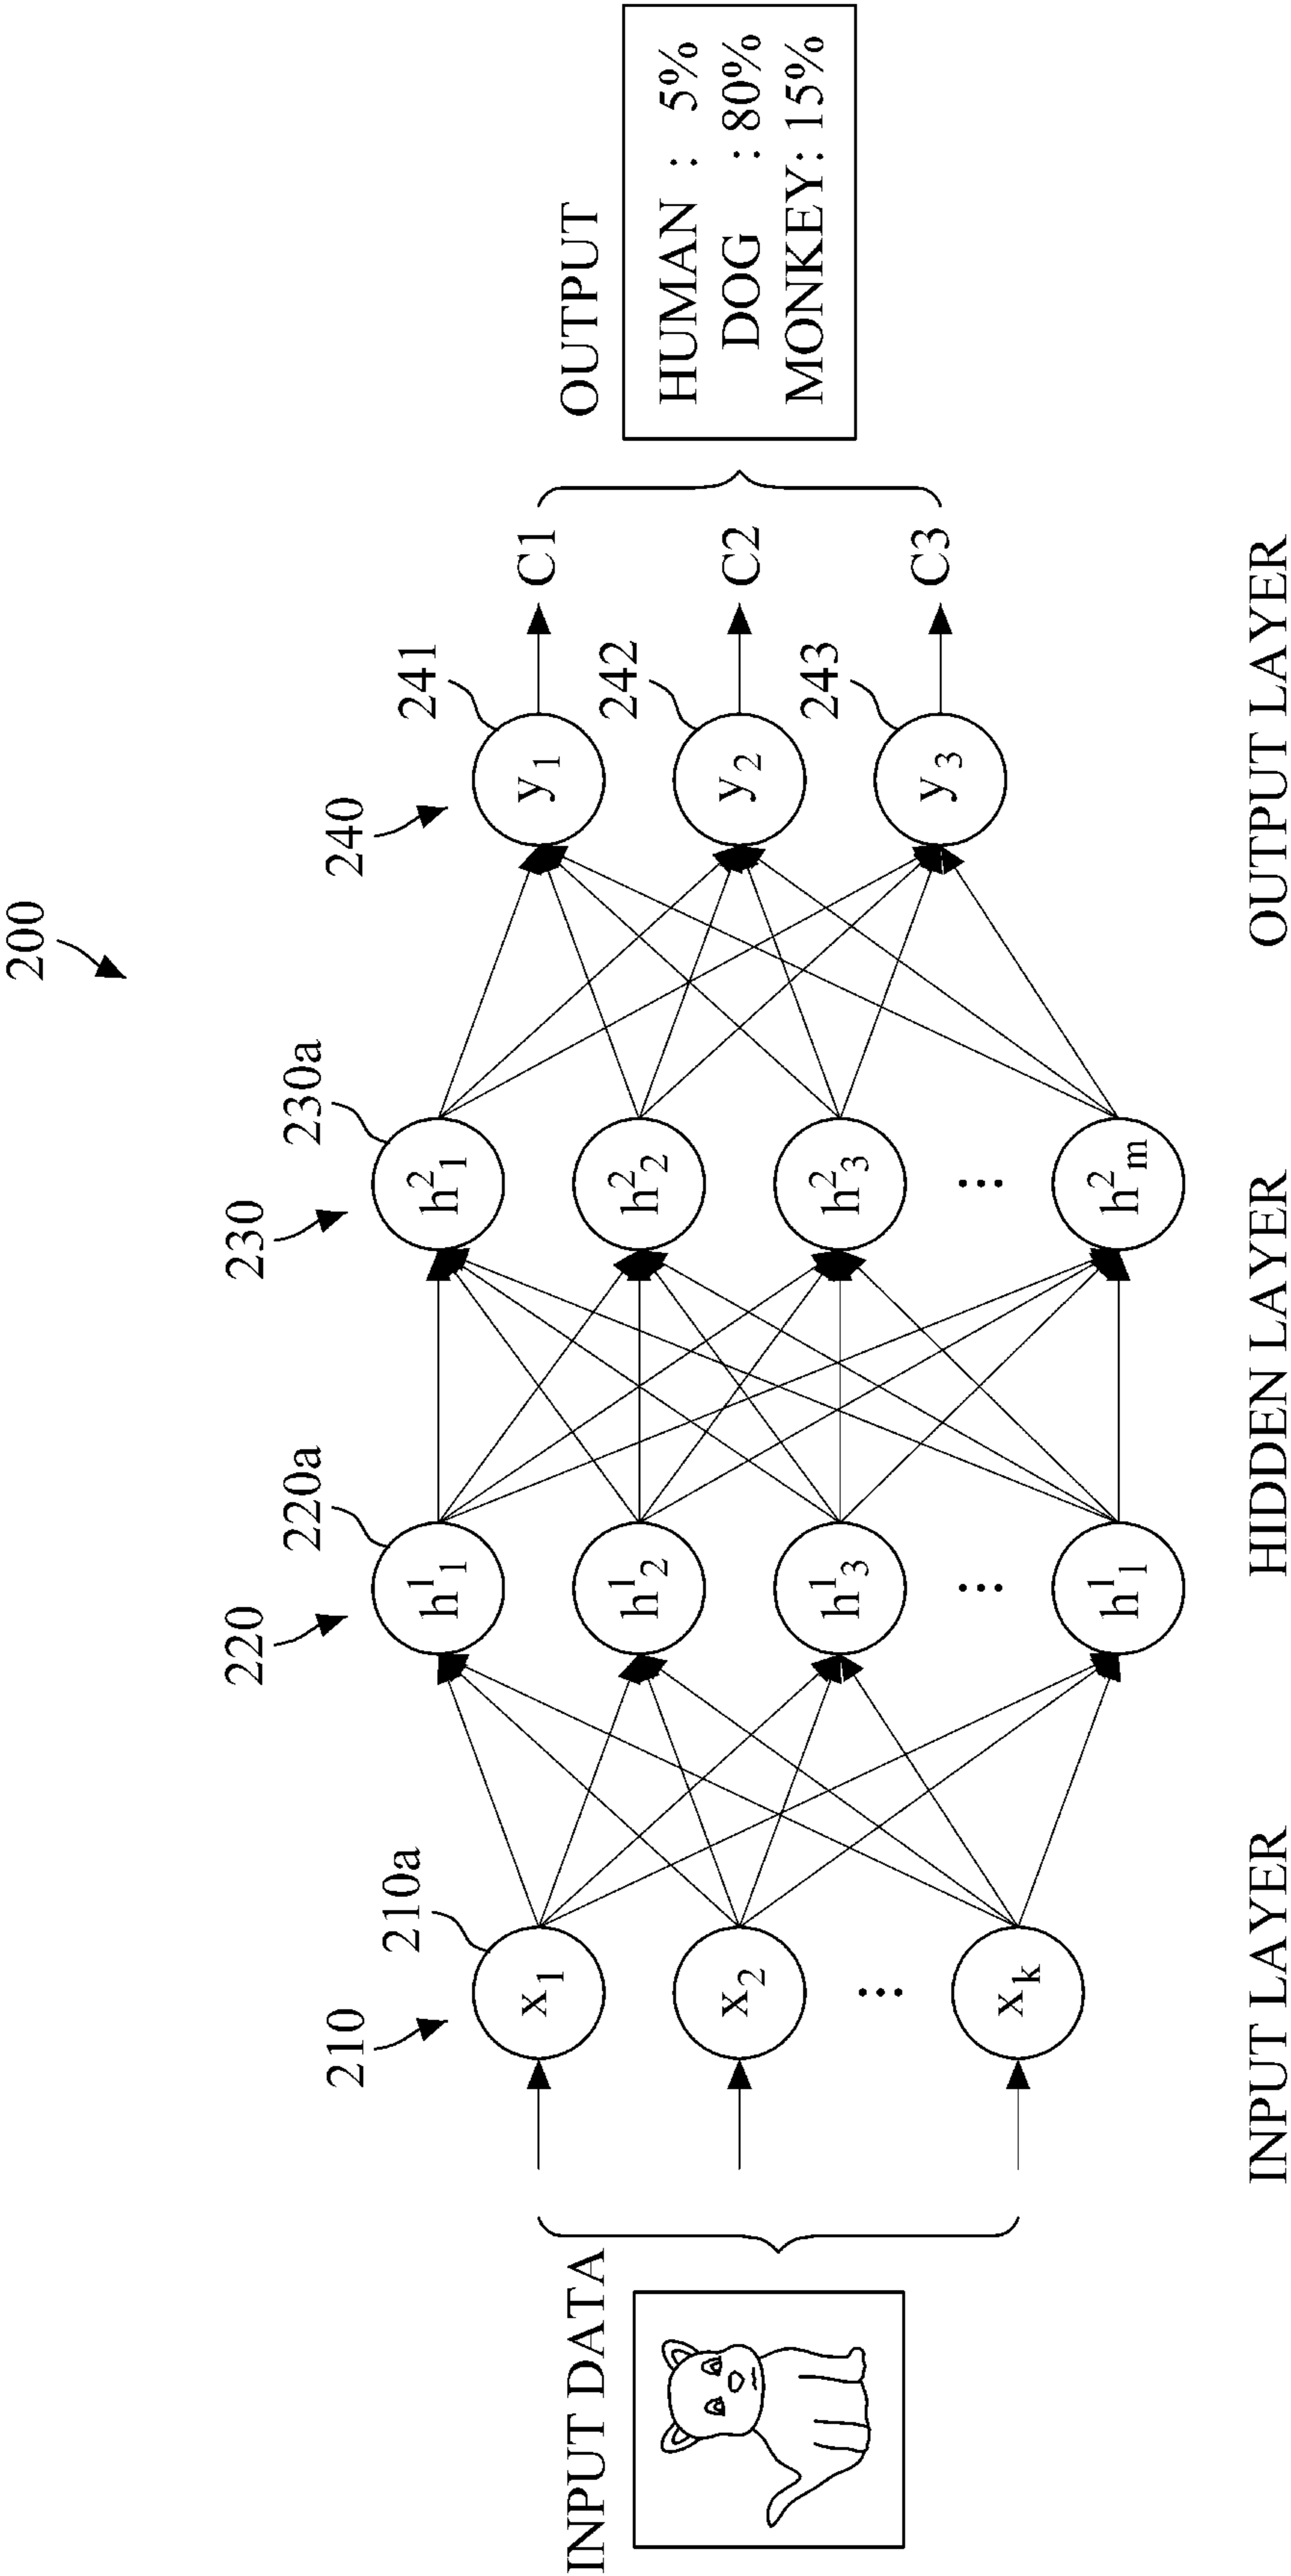 200
INPUT DATA
210
210a
x1
x2
⋮
xk
220
220a
h¹1
h¹2
h¹3
⋮
h¹l
230
230a
h²1
h²2
h²3
⋮
h²m
240
241
y1
242
y2
243
y3
C1
C2
C3
OUTPUT
HUMAN : 5%
DOG : 80%
MONKEY : 15%
INPUT LAYER
HIDDEN LAYER
OUTPUT LAYER